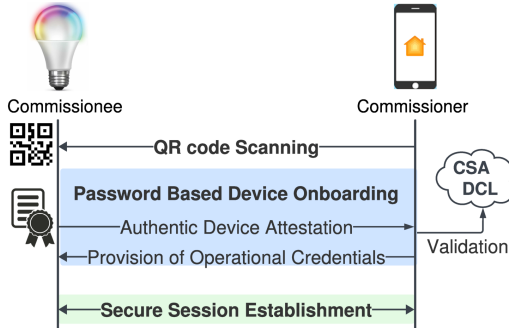 Commissionee
Commissioner
QR code Scanning
CSA
DCL
Password Based Device Onboarding
Authentic Device Attestation
Validation
Provision of Operational Credentials
Secure Session Establishment